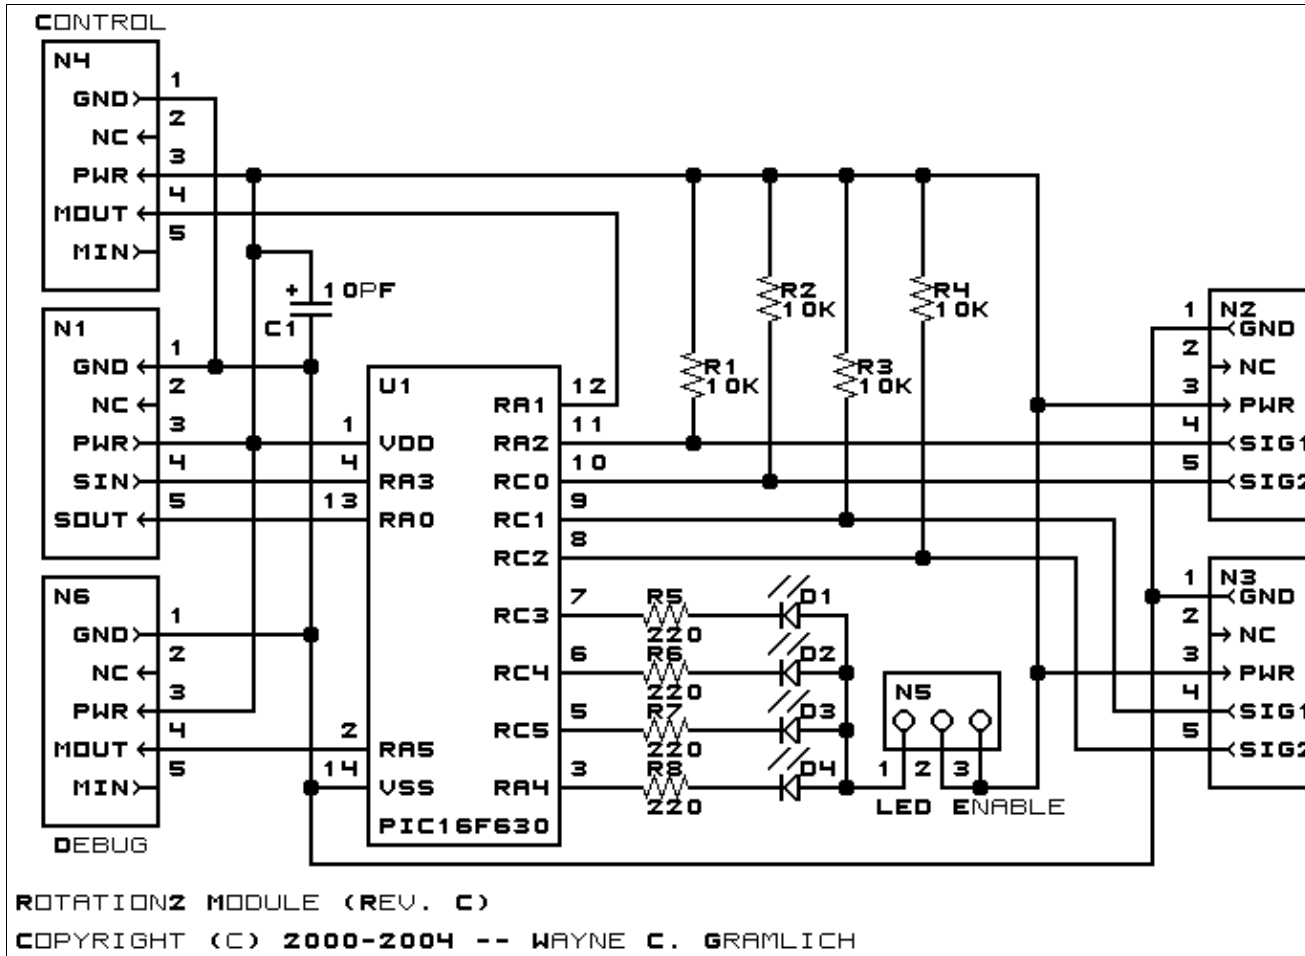 CONTROL
N4
1
GND
2
NC
3
PWR
4
MOUT
5
MIN
N1
1
GND
2
NC
3
PWR
4
SIN
5
SOUT
N6
1
GND
2
NC
3
PWR
4
MOUT
5
MIN
DEBUG
+ 10PF
C1
U1
1 VDD
4 RA3
13 RA0
2 RA5
14 VSS
RA1 12
RA2 11
RC0 10
RC1 9
RC2 8
RC3 7
RC4 6
RC5 5
RA4 3
PIC16F630
R1
10K
R2
10K
R3
10K
R4
10K
R5
220
R6
220
R7
220
R8
220
D1
D2
D3
D4
N5
1 2 3
LED ENABLE
N2
1
GND
2
NC
3
PWR
4
SIG1
5
SIG2
N3
1
GND
2
NC
3
PWR
4
SIG1
5
SIG2
ROTATION2 MODULE (REV. C)
COPYRIGHT (C) 2000-2004 -- WAYNE C. GRAMLICH